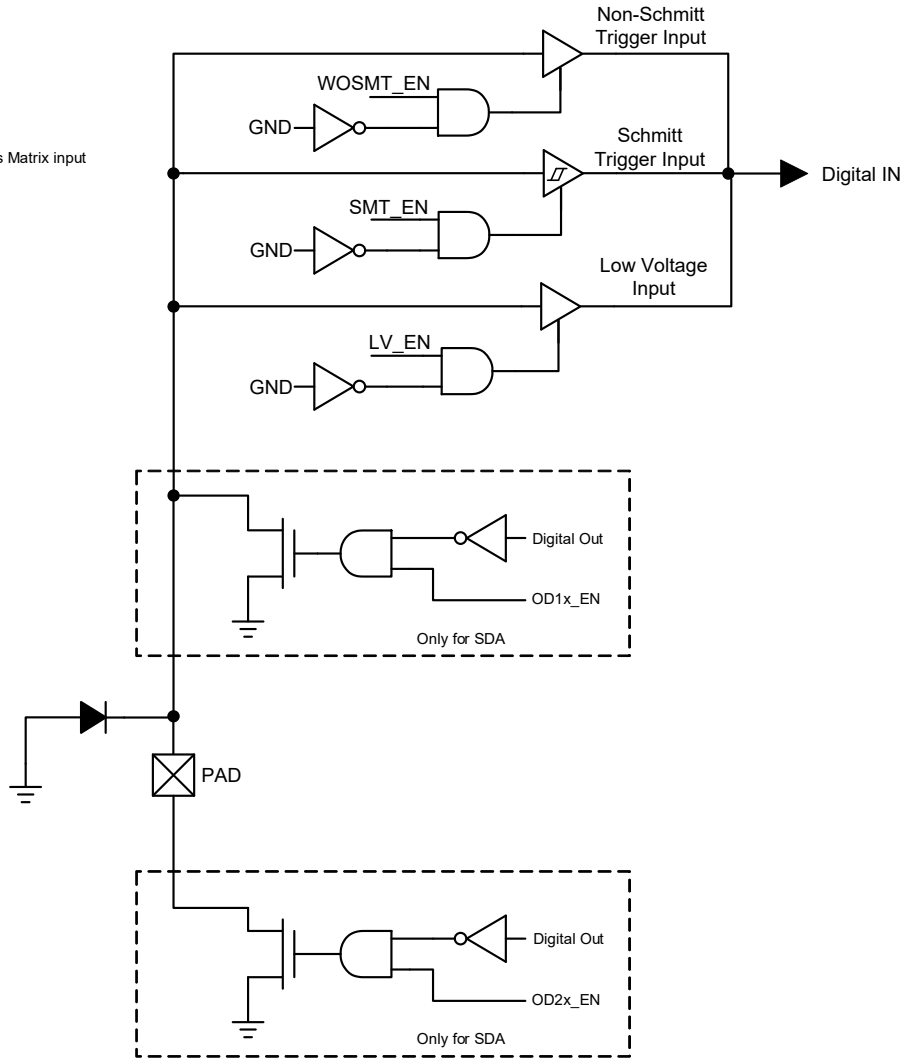 Non-Schmitt
Trigger Input
WOSMT_EN
GND
s Matrix input
Schmitt
Trigger Input
Digital IN
SMT_EN
GND
Low Voltage
Input
LV_EN
GND
Digital Out
OD1x_EN
Only for SDA
PAD
Digital Out
OD2x_EN
Only for SDA